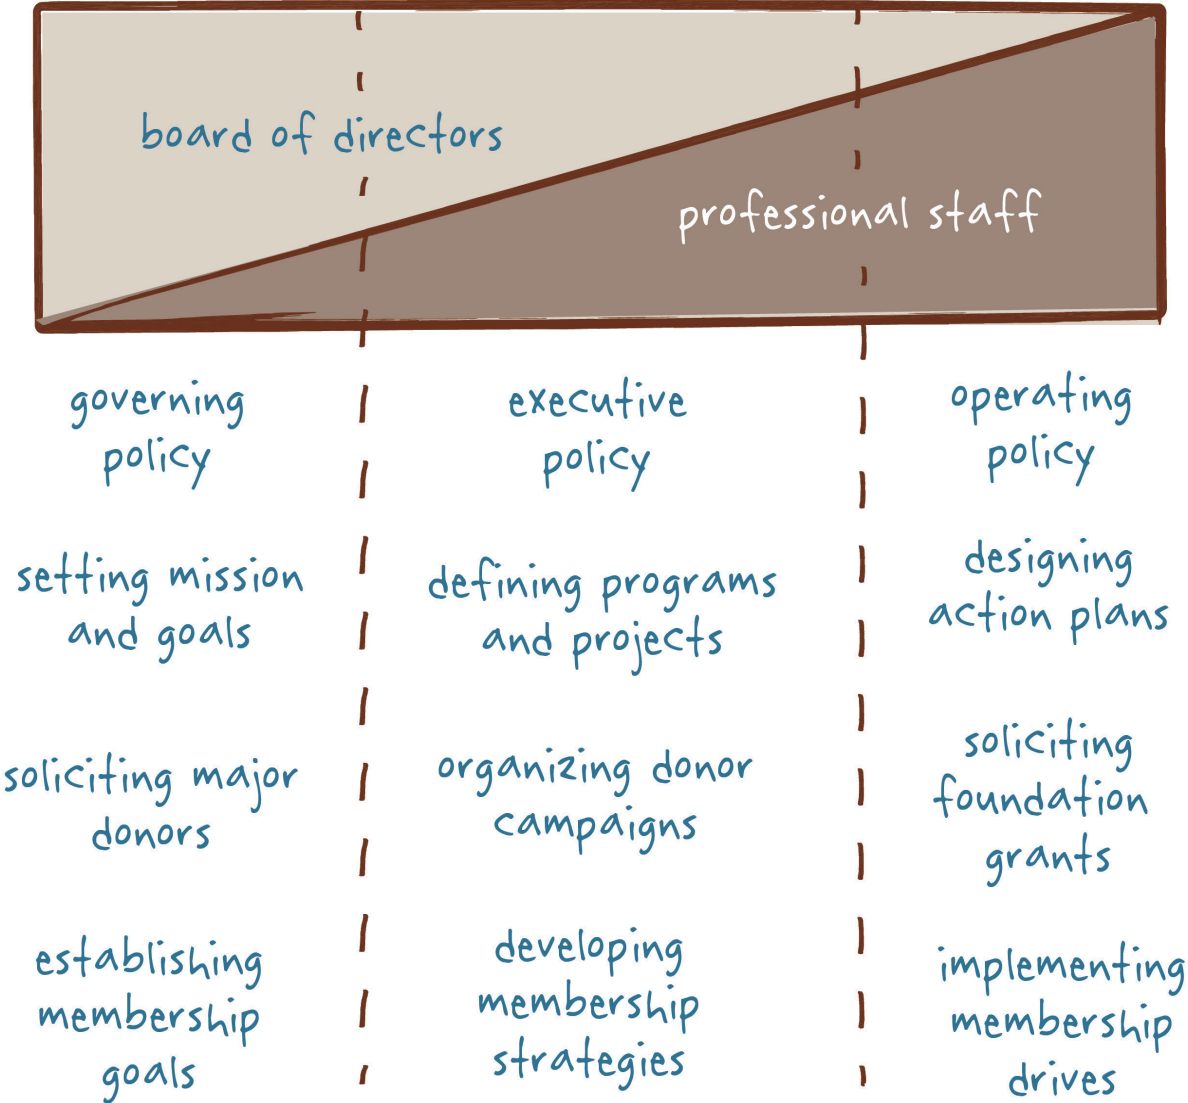 board of directors
professional staff
governing
policy
executive
policy
operating
policy
setting mission
and goals
defining programs
and projects
designing
action plans
soliciting major
donors
organizing donor
campaigns
soliciting
foundation
grants
establishing
membership
goals
developing
membership
strategies
implementing
membership
drives